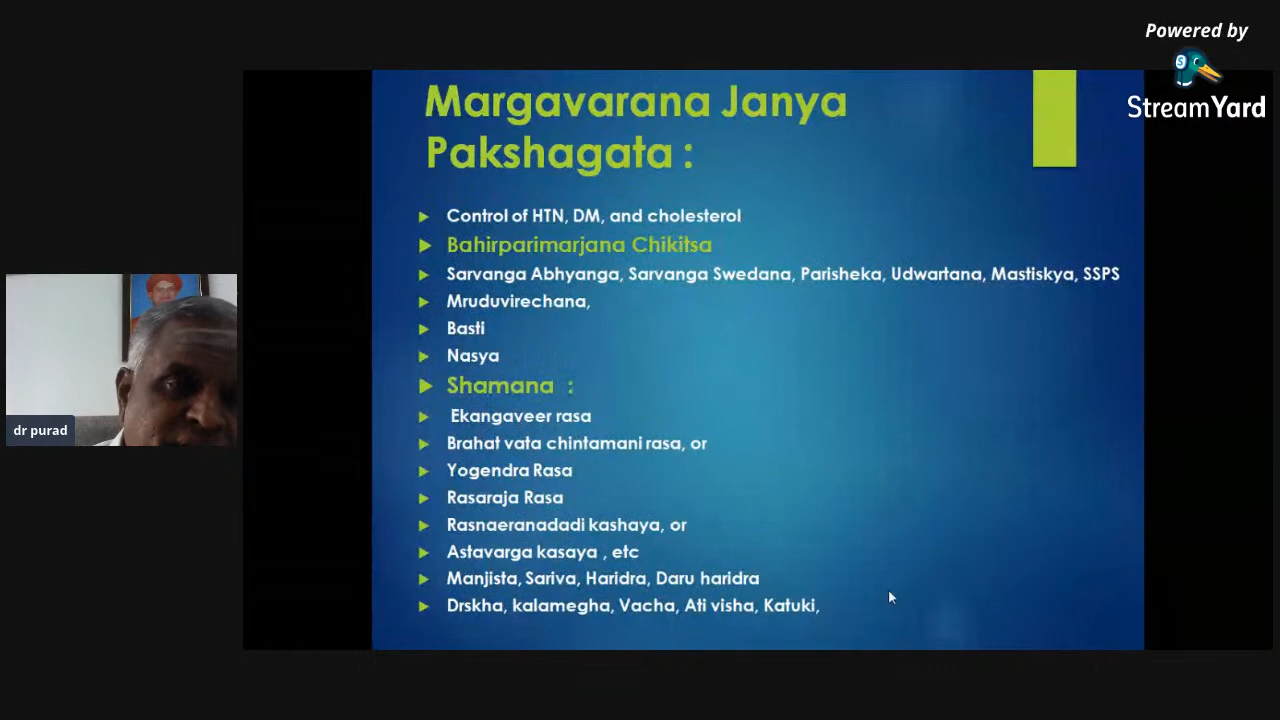 Powered by
StreamYard
Margavarana Janya
Pakshagata :
Control of HTN, DM, and cholesterol
Bahirparimarjana Chikitsa
Sarvanga Abhyanga, Sarvanga Swedana, Parisheka, Udwartana, Mastiskya, SSPS
Mruduvirechana,
Basti
Nasya
Shamana :
Ekangaveer rasa
Brahat vata chintamani rasa, or
Yogendra Rasa
Rasaraja Rasa
Rasnaeranadadi kashaya, or
Astavarga kasaya , etc
Manjista, Sariva, Haridra, Daru haridra
Drskha, kalamegha, Vacha, Ati visha, Katuki,
dr purad